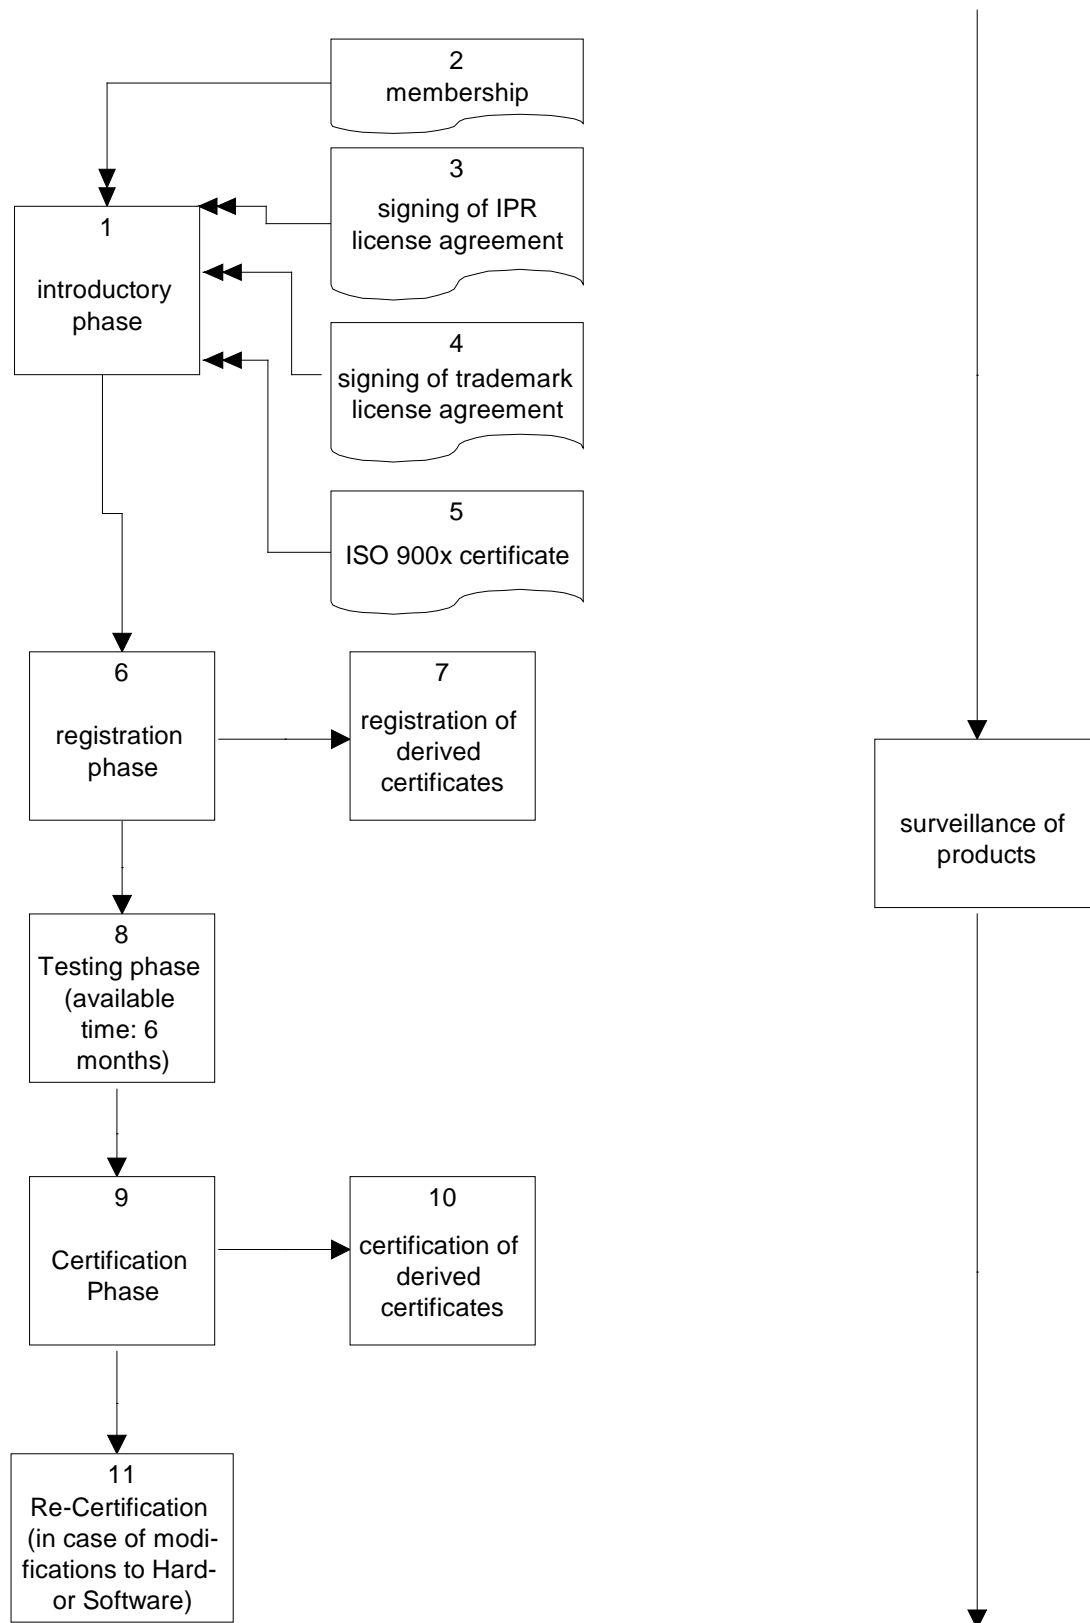 2
membership
3
signing of IPR
license agreement
1
introductory
phase
4
signing of trademark
license agreement
5
ISO 900x certificate
6
registration
phase
7
registration of
derived
certificates
surveillance of
products
8
Testing phase
(available
time: 6
months)
9
Certification
Phase
10
certification of
derived
certificates
11
Re-Certification
(in case of modi-
fications to Hard-
or Software)